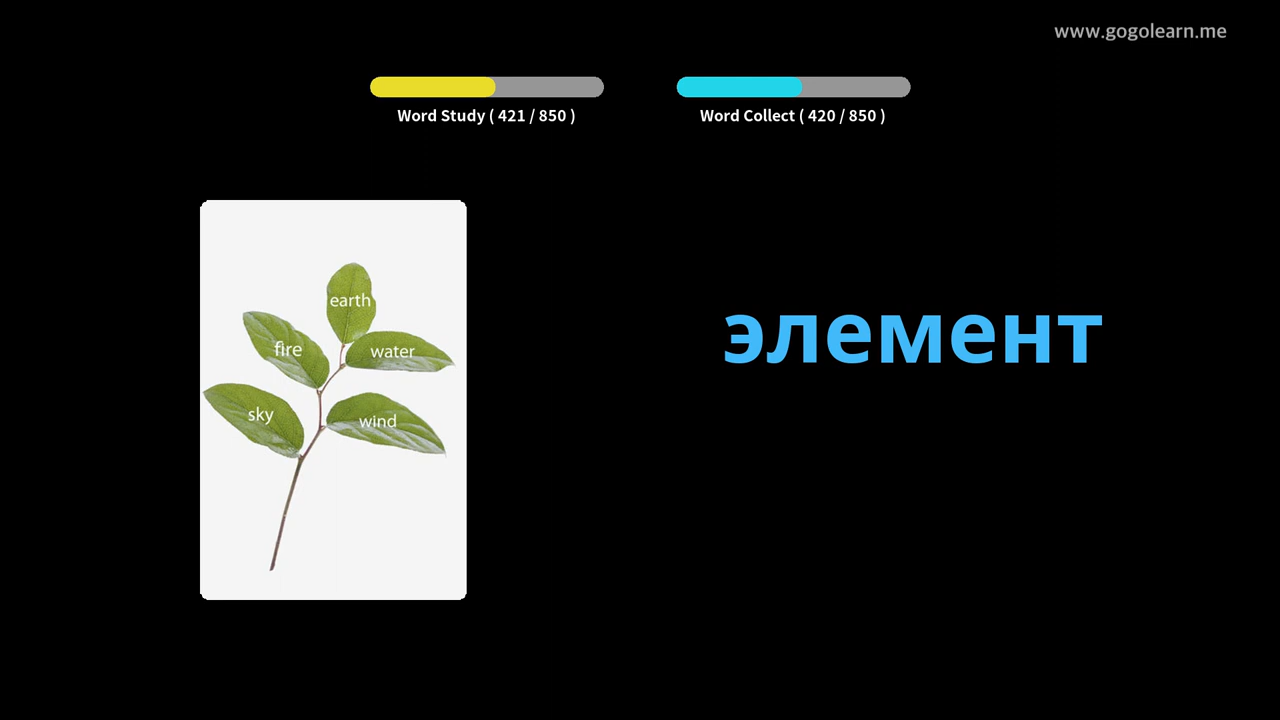 www.gogolearn.me
Word Study ( 421 / 850 )
Word Collect ( 420 / 850 )
earth
fire
water
sky
wind
элемент